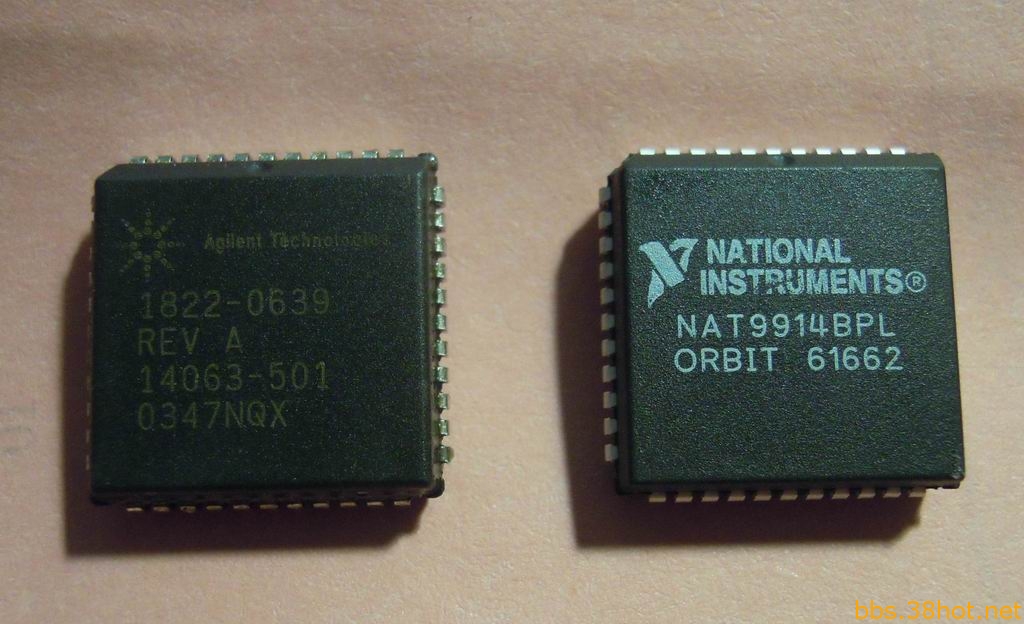 Agilent Technologies
1822-0639
REV A
14063-501
0347NQX
NATIONAL
INSTRUMENTS®
NAT9914BPL
ORBIT 61662
bbs.38hot.net